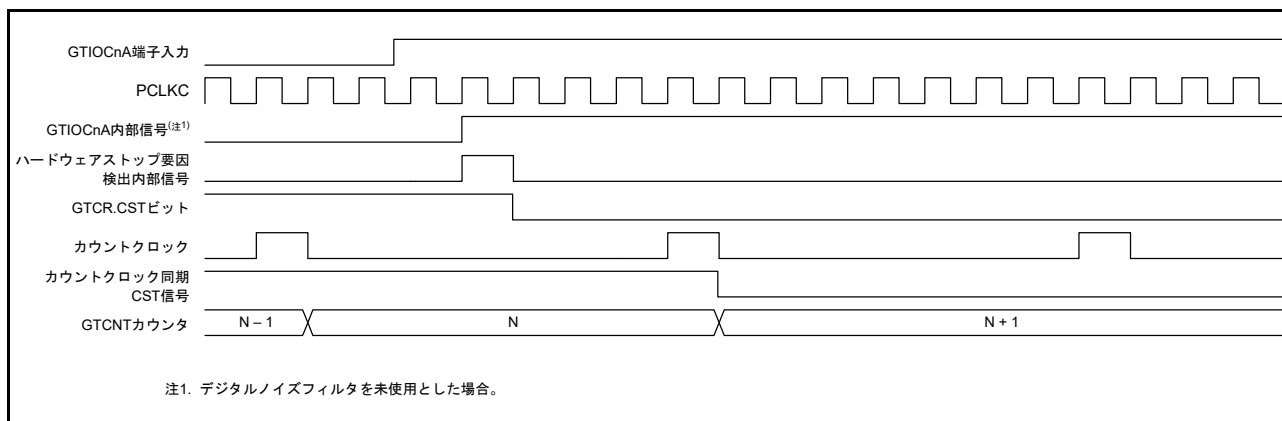 GTIOCnA端子入力
PCLKC
GTIOCnA内部信号(注1)
ハードウェアストップ要因
検出内部信号
GTCR.CSTビット
カウントクロック
カウントクロック同期
CST信号
GTCNTカウンタ
N – 1
N
N + 1
注1. デジタルノイズフィルタを未使用とした場合。